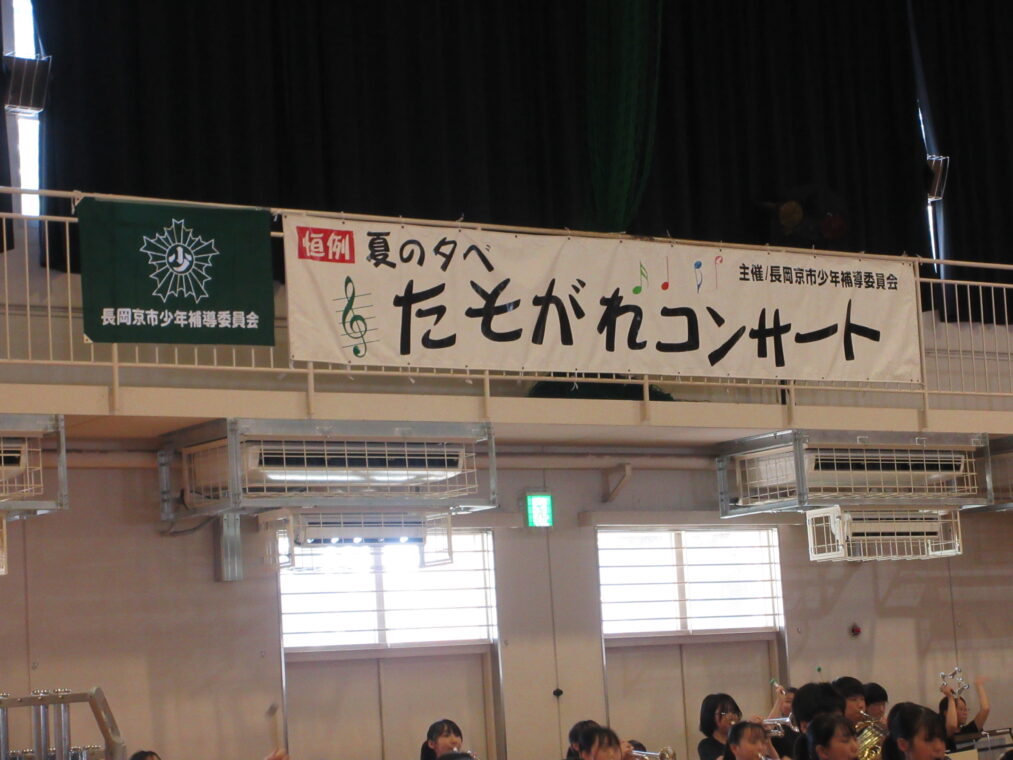 少
長岡京市少年補導委員会
恒例 夏の夕べ
主催/長岡京市少年補導委員会
たそがれコンサート